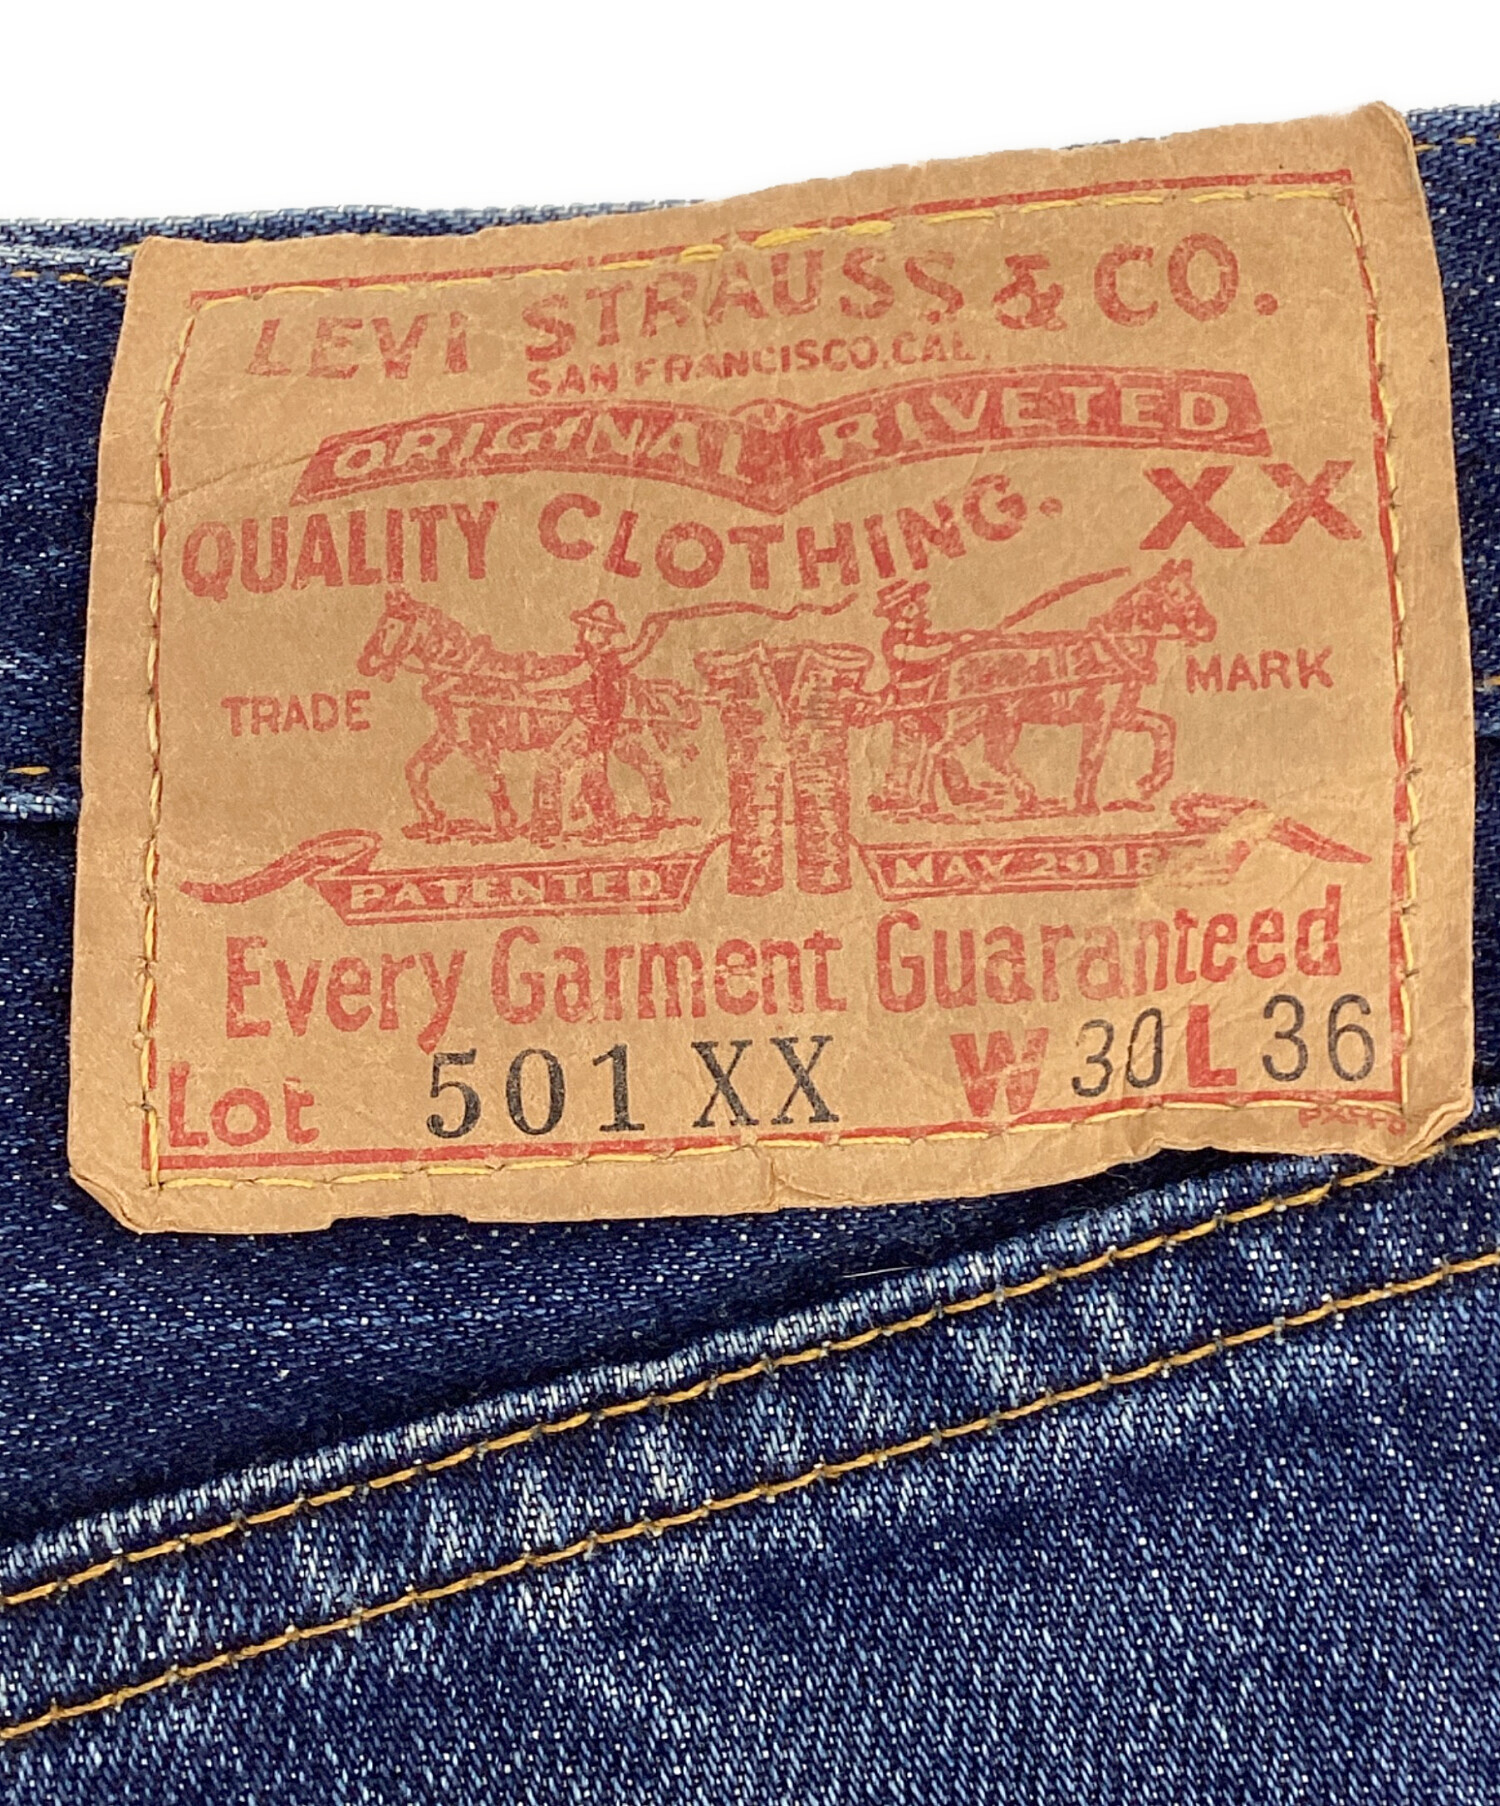 LEVI STRAUSS & CO.
SAN FRANCISCO, CAL.
ORIGINAL RIVETED
QUALITY CLOTHING. XX
TRADE MARK
PATENTED MAY 20 18
Every Garment Guaranteed
Lot 501 XX W 30 L 36